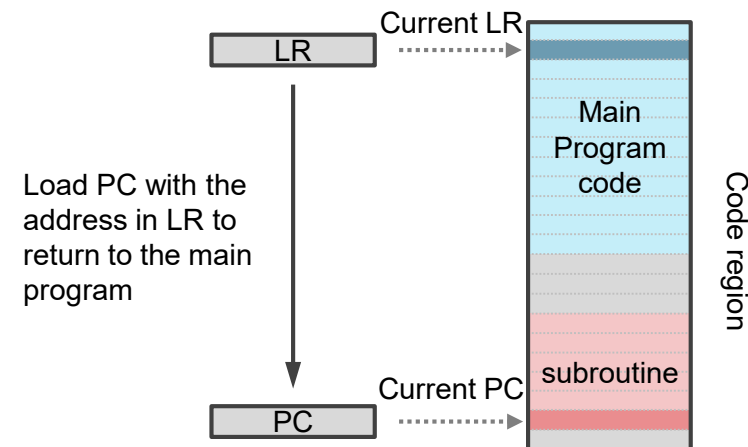 Current LR
LR
Main
Program
code
Load PC with the
address in LR to
return to the main
program
Code region
subroutine
Current PC
PC